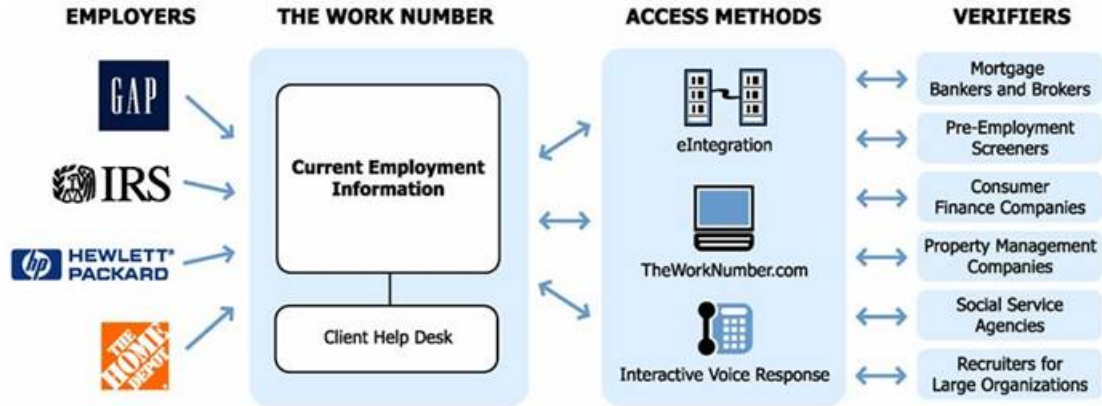 EMPLOYERS
THE WORK NUMBER
ACCESS METHODS
VERIFIERS
GAP
IRS
hp HEWLETT®
PACKARD
THE
HOME
DEPOT
Current Employment
Information
Client Help Desk
eIntegration
TheWorkNumber.com
Interactive Voice Response
Mortgage
Bankers and Brokers
Pre-Employment
Screeners
Consumer
Finance Companies
Property Management
Companies
Social Service
Agencies
Recruiters for
Large Organizations